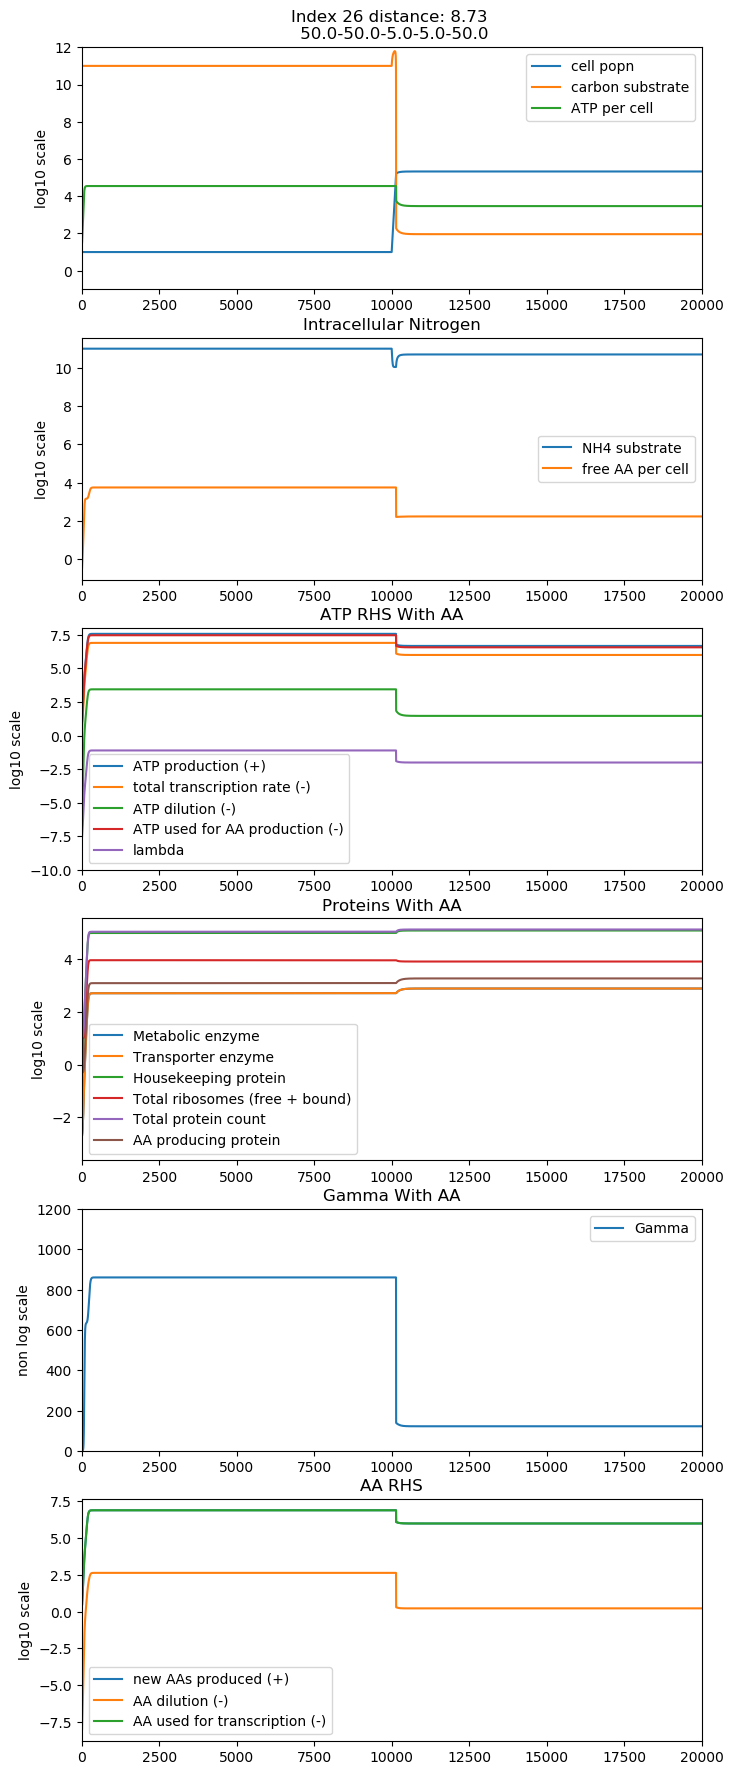 Index 26 distance: 8.73
50.0-50.0-5.0-5.0-50.0
12
10
8
6
4
2
0
log10 scale
cell popn
carbon substrate
ATP per cell
0 2500 5000 7500 10000 12500 15000 17500 20000
Intracellular Nitrogen
10
8
6
4
2
0
log10 scale
NH4 substrate
free AA per cell
0 2500 5000 7500 10000 12500 15000 17500 20000
ATP RHS With AA
7.5
5.0
2.5
0.0
−2.5
−5.0
−7.5
−10.0
log10 scale
ATP production (+)
total transcription rate (-)
ATP dilution (-)
ATP used for AA production (-)
lambda
0 2500 5000 7500 10000 12500 15000 17500 20000
Proteins With AA
4
2
0
−2
log10 scale
Metabolic enzyme
Transporter enzyme
Housekeeping protein
Total ribosomes (free + bound)
Total protein count
AA producing protein
0 2500 5000 7500 10000 12500 15000 17500 20000
Gamma With AA
1200
1000
800
600
400
200
0
non log scale
Gamma
0 2500 5000 7500 10000 12500 15000 17500 20000
AA RHS
7.5
5.0
2.5
0.0
−2.5
−5.0
−7.5
log10 scale
new AAs produced (+)
AA dilution (-)
AA used for transcription (-)
0 2500 5000 7500 10000 12500 15000 17500 20000